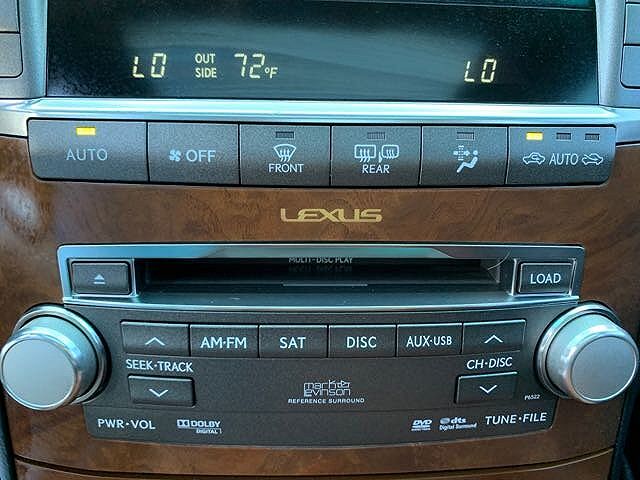 LO OUT SIDE 72°F LO
AUTO OFF FRONT REAR AUTO
LEXUS
MULTI-DISC PLAY
LOAD
AM·FM SAT DISC AUX·USB
SEEK·TRACK CH·DISC
mark levinson
REFERENCE SURROUND
P6522
PWR·VOL DOLBY DIGITAL DVD dts Digital Surround TUNE·FILE